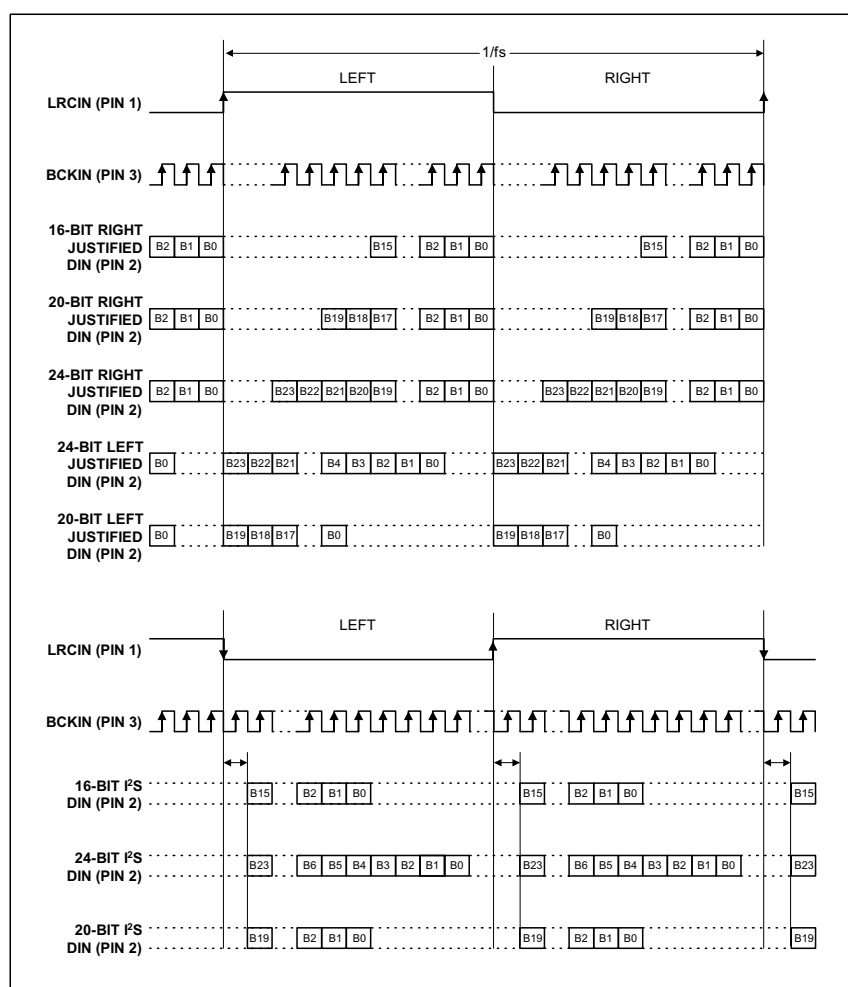 1/fs
LEFT RIGHT
LRCIN (PIN 1)
BCKIN (PIN 3)
16-BIT RIGHT
JUSTIFIED
DIN (PIN 2)
B2 B1 B0 B15 B2 B1 B0 B15 B2 B1 B0
20-BIT RIGHT
JUSTIFIED
DIN (PIN 2)
B2 B1 B0 B19 B18 B17 B2 B1 B0 B19 B18 B17 B2 B1 B0
24-BIT RIGHT
JUSTIFIED
DIN (PIN 2)
B2 B1 B0 B23 B22 B21 B20 B19 B2 B1 B0 B23 B22 B21 B20 B19 B2 B1 B0
24-BIT LEFT
JUSTIFIED
DIN (PIN 2)
B0 B23 B22 B21 B4 B3 B2 B1 B0 B23 B22 B21 B4 B3 B2 B1 B0
20-BIT LEFT
JUSTIFIED
DIN (PIN 2)
B0 B19 B18 B17 B0 B19 B18 B17 B0
LEFT RIGHT
LRCIN (PIN 1)
BCKIN (PIN 3)
16-BIT I²S
DIN (PIN 2)
B15 B2 B1 B0 B15 B2 B1 B0 B15
24-BIT I²S
DIN (PIN 2)
B23 B6 B5 B4 B3 B2 B1 B0 B23 B6 B5 B4 B3 B2 B1 B0 B23
20-BIT I²S
DIN (PIN 2)
B19 B2 B1 B0 B19 B2 B1 B0 B19